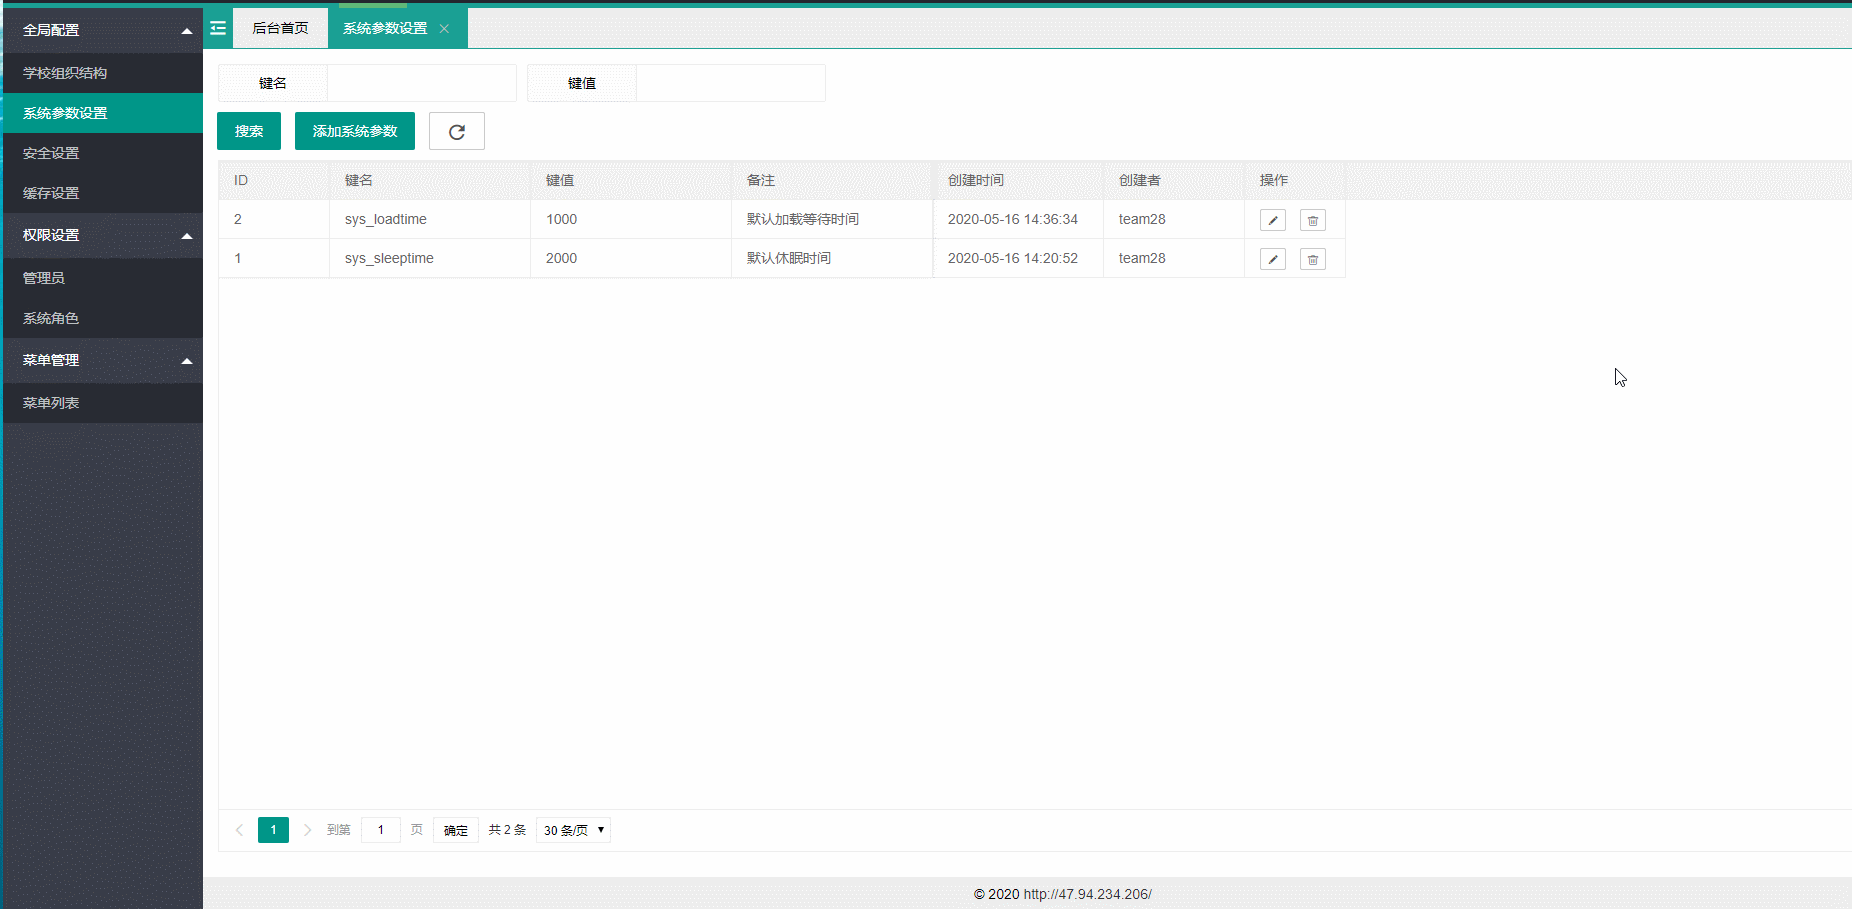 全局配置
学校组织结构
系统参数设置
安全设置
缓存设置
权限设置
管理员
系统角色
菜单管理
菜单列表
后台首页 系统参数设置
键名 键值
搜索 添加系统参数
ID 键名 键值 备注 创建时间 创建者 操作
2 sys_loadtime 1000 默认加载等待时间 2020-05-16 14:36:34 team28
1 sys_sleeptime 2000 默认休眠时间 2020-05-16 14:20:52 team28
1 到第 1 页 确定 共 2 条 30 条/页
© 2020 http://47.94.234.206/